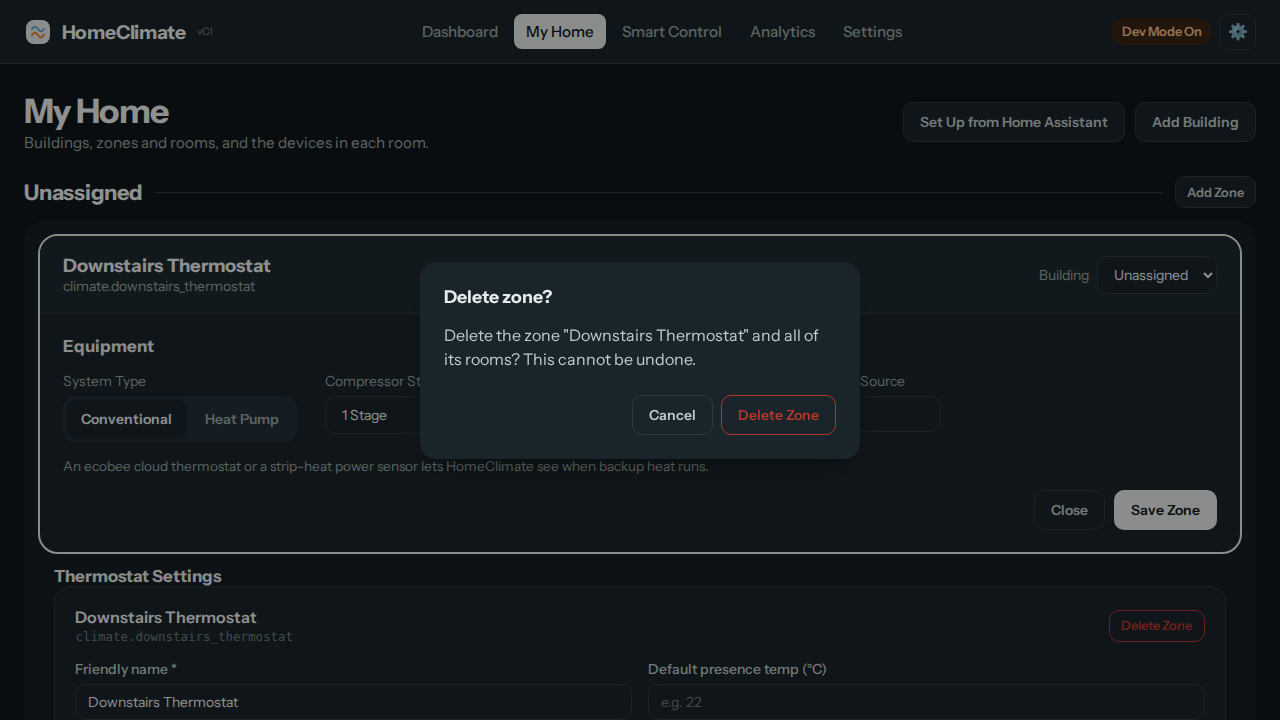 HomeClimate vCI
Dashboard
My Home
Smart Control
Analytics
Settings
Dev Mode On
My Home
Buildings, zones and rooms, and the devices in each room.
Set Up from Home Assistant
Add Building
Unassigned
Add Zone
Downstairs Thermostat
climate.downstairs_thermostat
Building
Unassigned
Equipment
System Type
Conventional
Heat Pump
Compressor St
1 Stage
Source
An ecobee cloud thermostat or a strip-heat power sensor lets HomeClimate see when backup heat runs.
Close
Save Zone
Delete zone?
Delete the zone "Downstairs Thermostat" and all of
its rooms? This cannot be undone.
Cancel
Delete Zone
Thermostat Settings
Downstairs Thermostat
climate.downstairs_thermostat
Delete Zone
Friendly name *
Downstairs Thermostat
Default presence temp (°C)
e.g. 22